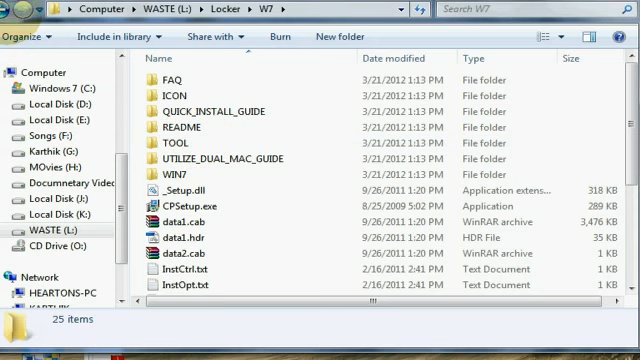 Computer ▸ WASTE (L:) ▸ Locker ▸ W7 ▸ Search W7
Organize Include in library Share with Burn New folder
Name Date modified Type Size
Computer
Windows 7 (C:)
Local Disk (D:)
Local Disk (E:)
Songs (F:)
Karthik (G:)
MOvies (H:)
Documnetary Video
Local Disk (J:)
Local Disk (K:)
WASTE (L:)
CD Drive (O:)
Network
HEARTONS-PC
FAQ 3/21/2012 1:13 PM File folder
ICON 3/21/2012 1:13 PM File folder
QUICK_INSTALL_GUIDE 3/21/2012 1:13 PM File folder
README 3/21/2012 1:13 PM File folder
TOOL 3/21/2012 1:13 PM File folder
UTILIZE_DUAL_MAC_GUIDE 3/21/2012 1:13 PM File folder
WIN7 3/21/2012 1:13 PM File folder
_Setup.dll 9/26/2011 1:20 PM Application exten... 318 KB
CPSetup.exe 8/25/2009 5:02 PM Application 289 KB
data1.cab 9/26/2011 1:20 PM WinRAR archive 3,476 KB
data1.hdr 9/26/2011 1:20 PM HDR File 35 KB
data2.cab 9/26/2011 1:20 PM WinRAR archive 1 KB
InstCtrl.txt 2/16/2011 2:41 PM Text Document 1 KB
InstOpt.txt 2/16/2011 2:41 PM Text Document 1 KB
25 items